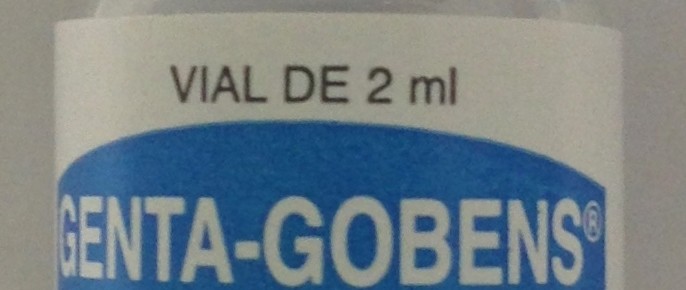 VIAL DE 2 ml
GENTA-GOBENS®